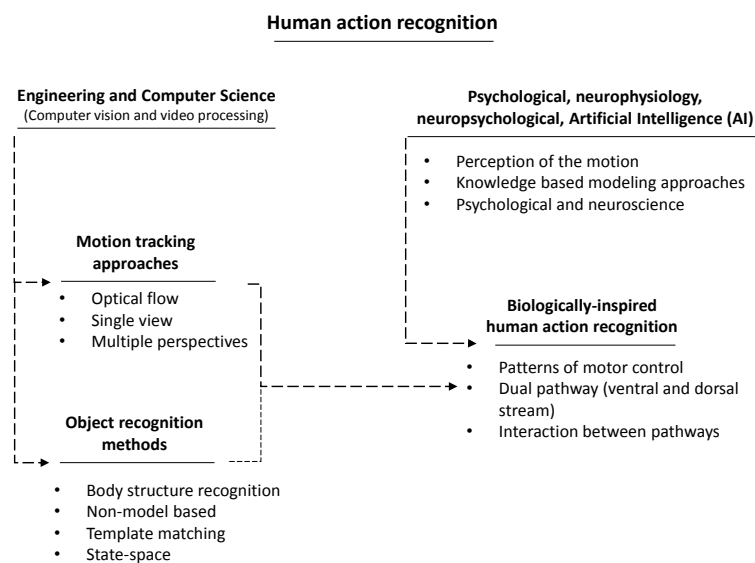 Human action recognition
Engineering and Computer Science
(Computer vision and video processing)
Motion tracking
approaches
• Optical flow
• Single view
• Multiple perspectives
Object recognition
methods
• Body structure recognition
• Non-model based
• Template matching
• State-space
Psychological, neurophysiology,
neuropsychological, Artificial Intelligence (AI)
• Perception of the motion
• Knowledge based modeling approaches
• Psychological and neuroscience
Biologically-inspired
human action recognition
• Patterns of motor control
• Dual pathway (ventral and dorsal
stream)
• Interaction between pathways